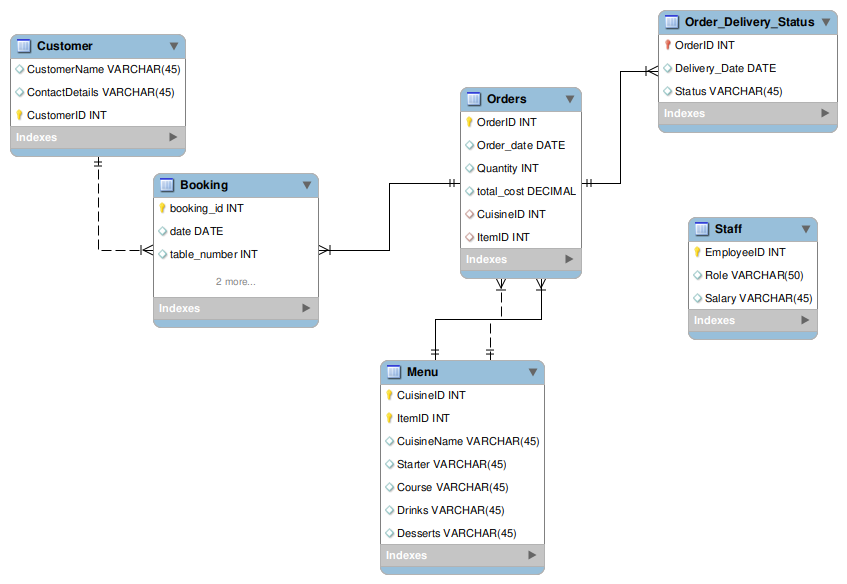 Customer
CustomerName VARCHAR(45)
ContactDetails VARCHAR(45)
CustomerID INT
Indexes
Booking
booking_id INT
date DATE
table_number INT
2 more...
Indexes
Orders
OrderID INT
Order_date DATE
Quantity INT
total_cost DECIMAL
CuisineID INT
ItemID INT
Indexes
Order_Delivery_Status
OrderID INT
Delivery_Date DATE
Status VARCHAR(45)
Indexes
Staff
EmployeeID INT
Role VARCHAR(50)
Salary VARCHAR(45)
Indexes
Menu
CuisineID INT
ItemID INT
CuisineName VARCHAR(45)
Starter VARCHAR(45)
Course VARCHAR(45)
Drinks VARCHAR(45)
Desserts VARCHAR(45)
Indexes